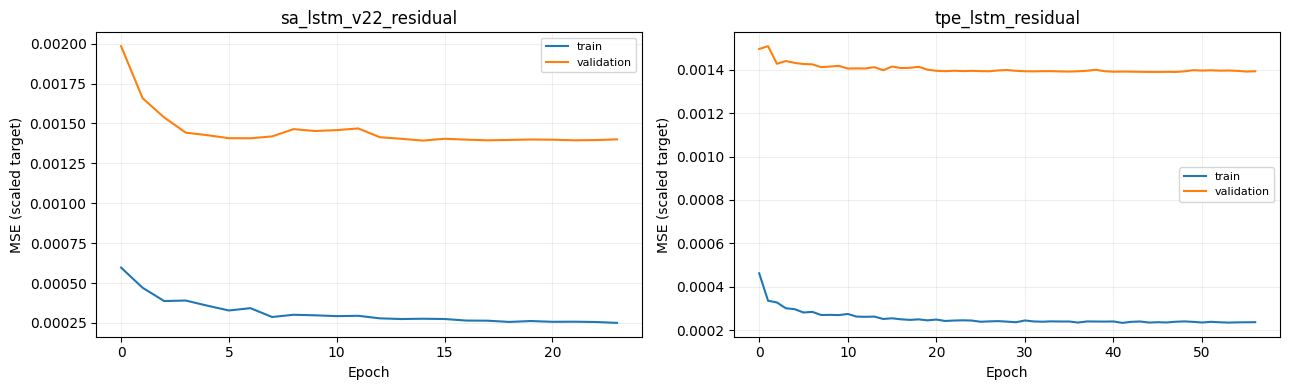 sa_lstm_v22_residual
train
validation
MSE (scaled target)
0.00200
0.00175
0.00150
0.00125
0.00100
0.00075
0.00050
0.00025
0
5
10
15
20
Epoch
tpe_lstm_residual
train
validation
MSE (scaled target)
0.0014
0.0012
0.0010
0.0008
0.0006
0.0004
0.0002
0
10
20
30
40
50
Epoch